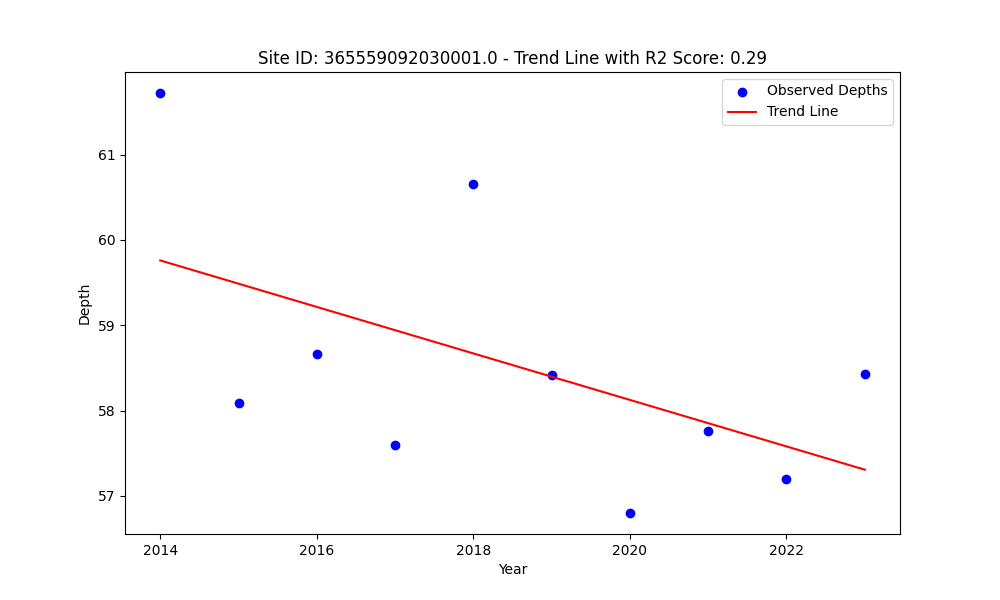 Site ID: 365559092030001.0 - Trend Line with R2 Score: 0.29
Observed Depths
Trend Line
61
60
59
58
57
Depth
2014
2016
2018
2020
2022
Year